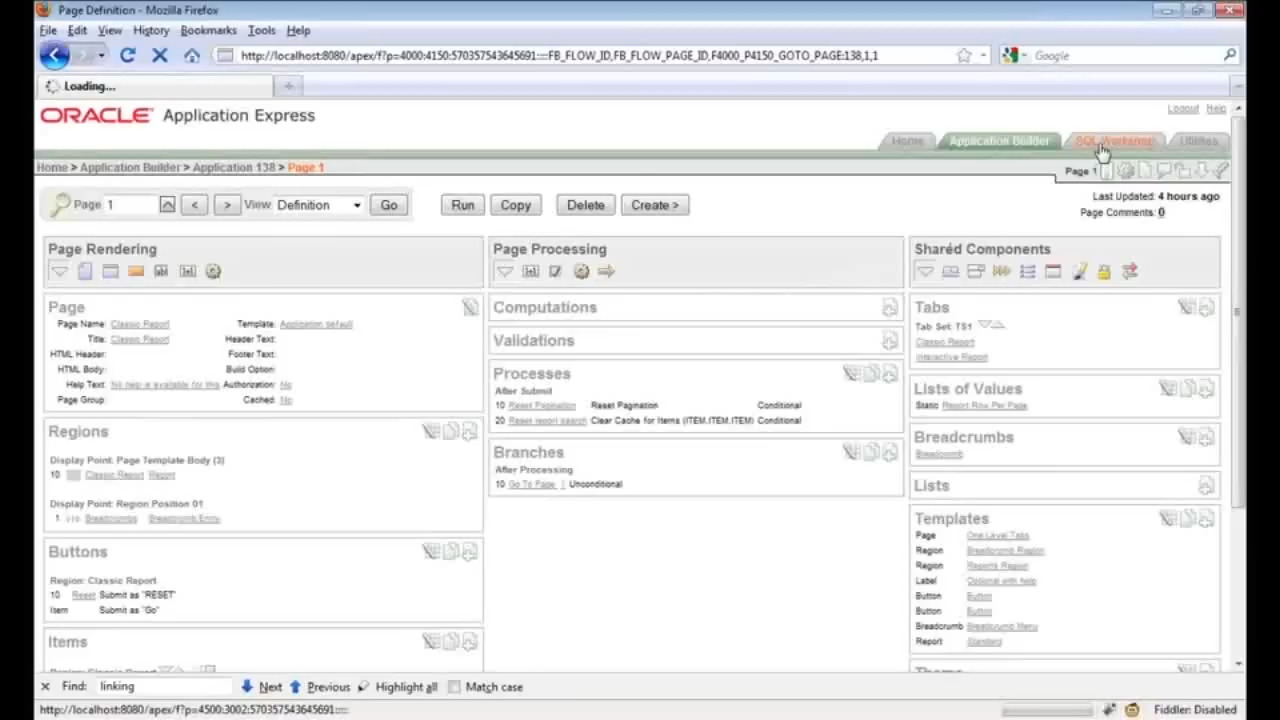 Page Definition - Mozilla Firefox
File Edit View History Bookmarks Tools Help
http://localhost:8080/apex/f?p=4000:4150:570357543645691::::FB_FLOW_ID,FB_FLOW_PAGE_ID,F4000_P4150_GOTO_PAGE:138,1,1
Google
Loading...
ORACLE Application Express
Logout Help
Home Application Builder SQL Workshop Utilities
Home > Application Builder > Application 138 > Page 1
Page 1
Page 1 < > View Definition Go Run Copy Delete Create >
Last Updated: 4 hours ago
Page Comments: 0
Page Rendering
Page
Page Name: Classic Report Template: Application default
Title: Classic Report Header Text:
HTML Header: Footer Text:
HTML Body: Build Option:
Help Text: No help is available for this Authorization: No
Page Group: Cached: No
Regions
Display Point: Page Template Body (3)
10 Classic Report Report
Display Point: Region Position 01
1 Breadcrumbs Breadcrumb Entry
Buttons
Region: Classic Report
10 Reset Submit as "RESET"
Item Submit as "Go"
Items
Region: Classic Report
Page Processing
Computations
Validations
Processes
After Submit
10 Reset Pagination Reset Pagination Conditional
20 Reset report search Clear Cache for Items (ITEM,ITEM,ITEM) Conditional
Branches
After Processing
10 Go To Page Unconditional
Shared Components
Tabs
Tab Set: TS1
Classic Report
Interactive Report
Lists of Values
Static Report Row Per Page
Breadcrumbs
Breadcrumb
Lists
Templates
Page One Level Tabs
Region Breadcrumb Region
Region Reports Region
Label Optional with help
Button Button
Button Button
Breadcrumb Breadcrumb Menu
Report Standard
Find: linking Next Previous Highlight all Match case
http://localhost:8080/apex/f?p=4500:3002:570357543645691:::::
Fiddler: Disabled